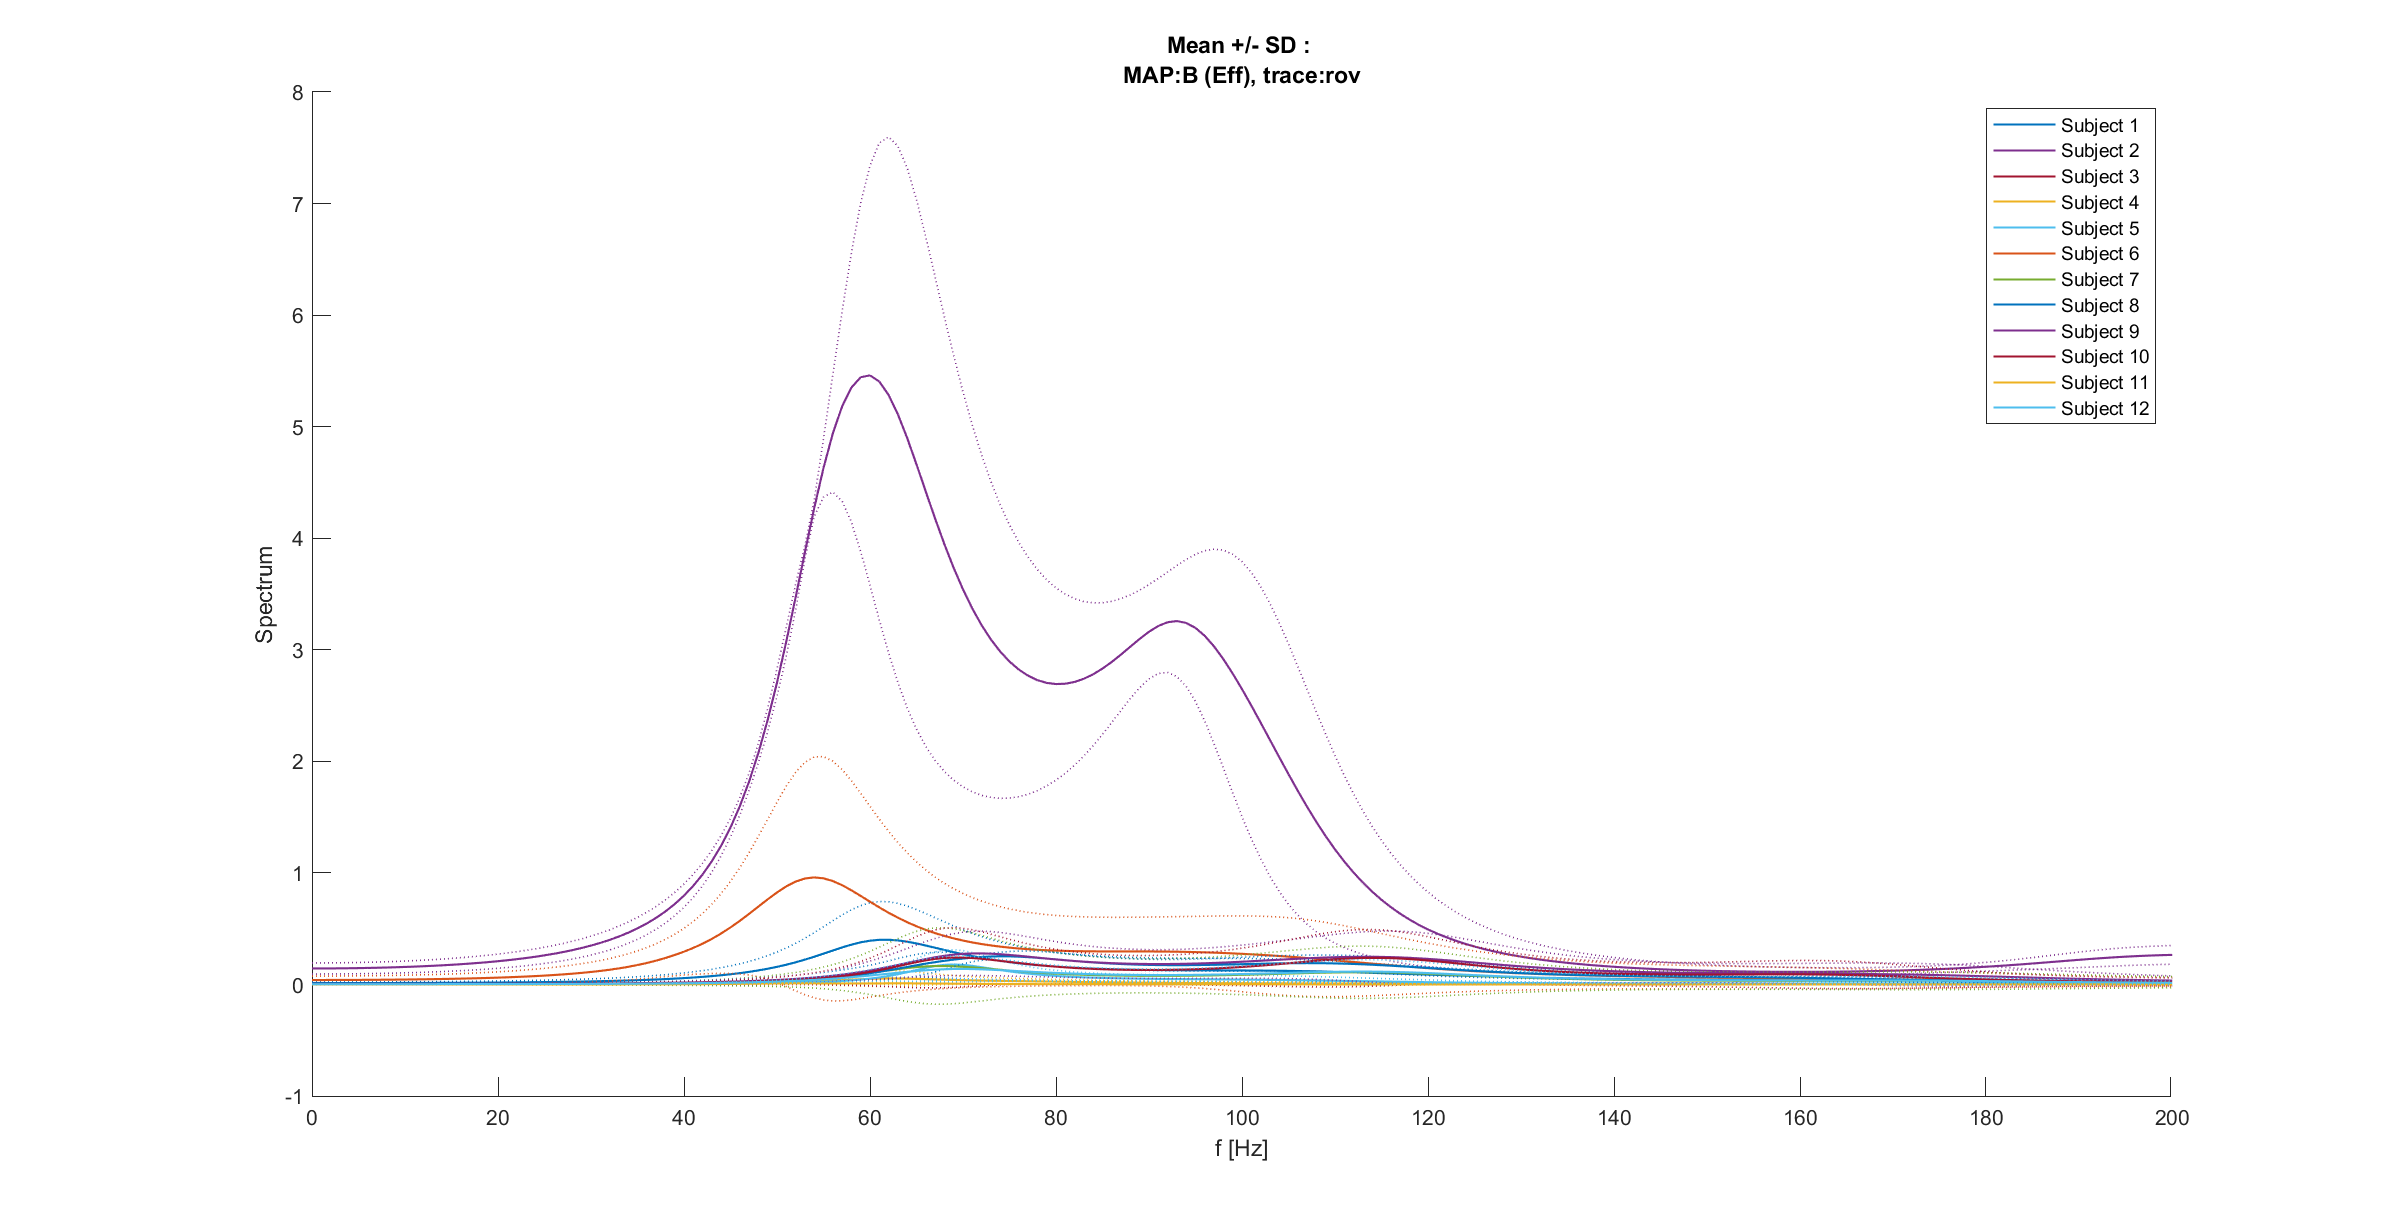 Mean +/- SD :
MAP:B (Eff), trace:rov
8
7
6
5
4
3
2
1
0
-1
Spectrum
0 20 40 60 80 100 120 140 160 180 200
f [Hz]
Subject 1
Subject 2
Subject 3
Subject 4
Subject 5
Subject 6
Subject 7
Subject 8
Subject 9
Subject 10
Subject 11
Subject 12